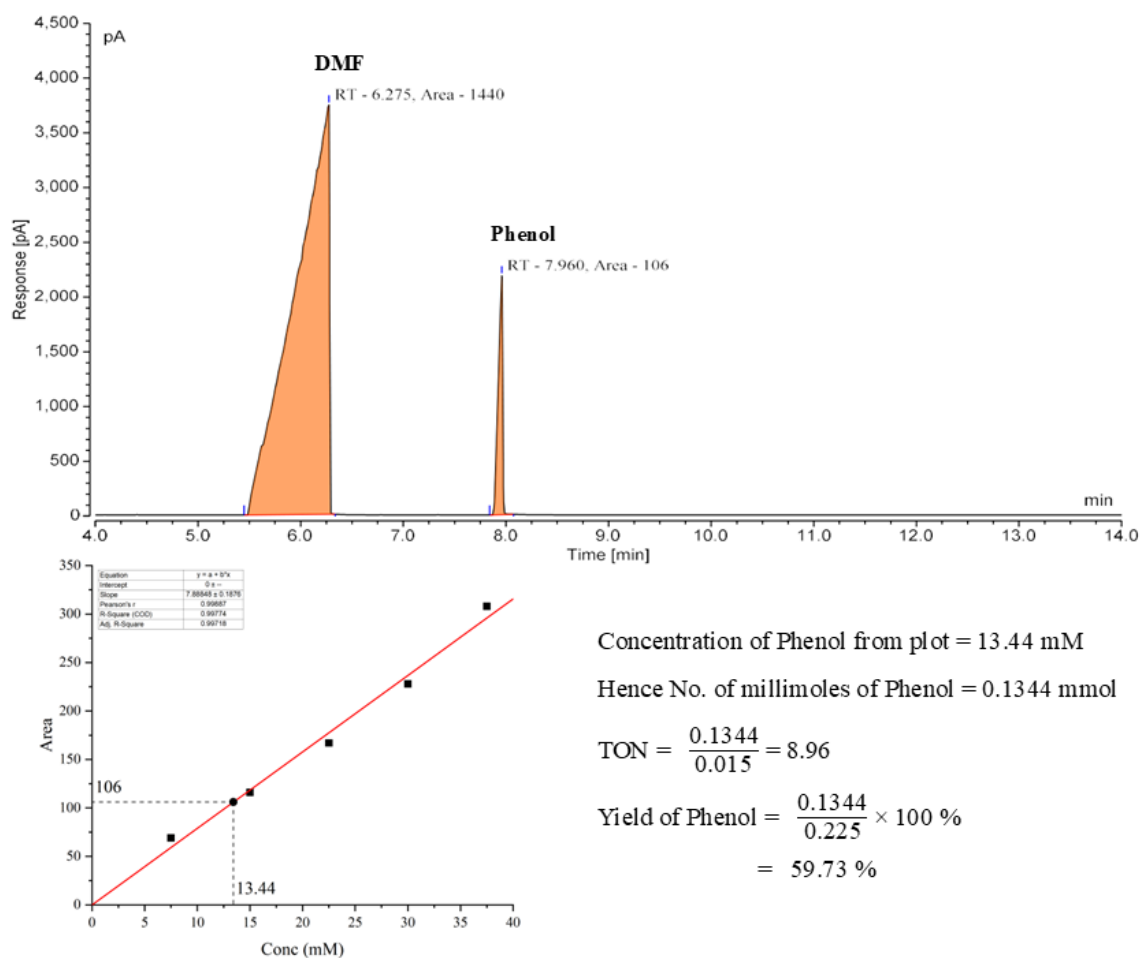 pA
4,500
4,000
3,500
3,000
2,500
2,000
1,500
1,000
500
0
Response [pA]
DMF
RT - 6.275, Area - 1440
Phenol
RT - 7.960, Area - 106
min
4.0 5.0 6.0 7.0 8.0 9.0 10.0 11.0 12.0 13.0 14.0
Time [min]
Equation y = a + b*x
Intercept 0 ± --
Slope 7.88848 ± 0.1876
Pearson's r 0.99887
R-Square (COD) 0.99774
Adj. R-Square 0.99718
350
300
250
200
150
100
50
0
Area
106
13.44
0 5 10 15 20 25 30 35 40
Conc (mM)
Concentration of Phenol from plot = 13.44 mM
Hence No. of millimoles of Phenol = 0.1344 mmol
TON = 0.1344 / 0.015 = 8.96
Yield of Phenol = 0.1344 / 0.225 × 100 %
= 59.73 %